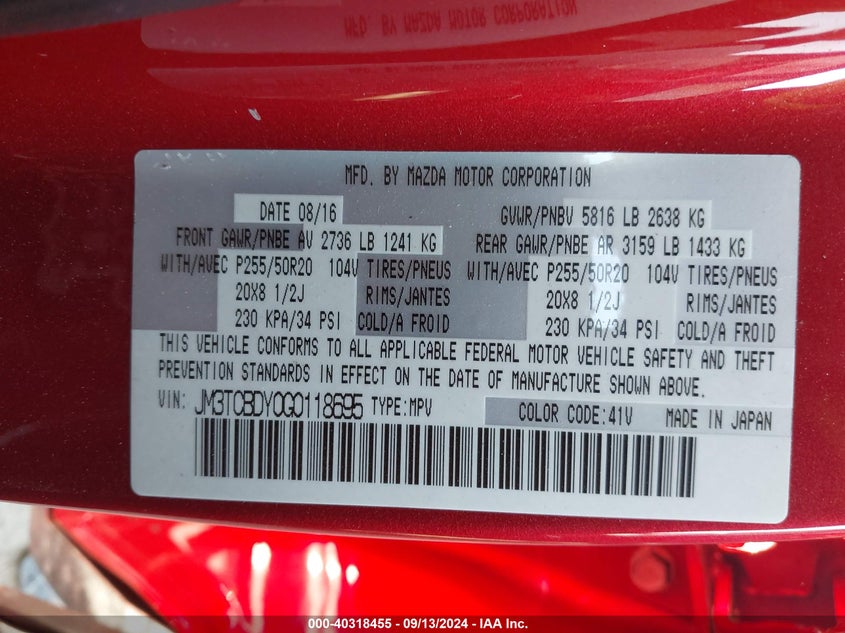 MFD. BY MAZDA MOTOR CORPORATION
MFD. BY MAZDA MOTOR CORPORATION
DATE 08/16 GVWR/PNBV 5816 LB 2638 KG
FRONT GAWR/PNBE AV 2736 LB 1241 KG REAR GAWR/PNBE AR 3159 LB 1433 KG
WITH/AVEC P255/50R20 104V TIRES/PNEUS WITH/AVEC P255/50R20 104V TIRES/PNEUS
20X8 1/2J RIMS/JANTES 20X8 1/2J RIMS/JANTES
230 KPA/34 PSI COLD/A FROID 230 KPA/34 PSI COLD/A FROID
THIS VEHICLE CONFORMS TO ALL APPLICABLE FEDERAL MOTOR VEHICLE SAFETY AND THEFT
PREVENTION STANDARDS IN EFFECT ON THE DATE OF MANUFACTURE SHOWN ABOVE.
VIN: JM3TCBDY0G0118695 TYPE:MPV COLOR CODE:41V MADE IN JAPAN
000-40318455 - 09/13/2024 - IAA Inc.